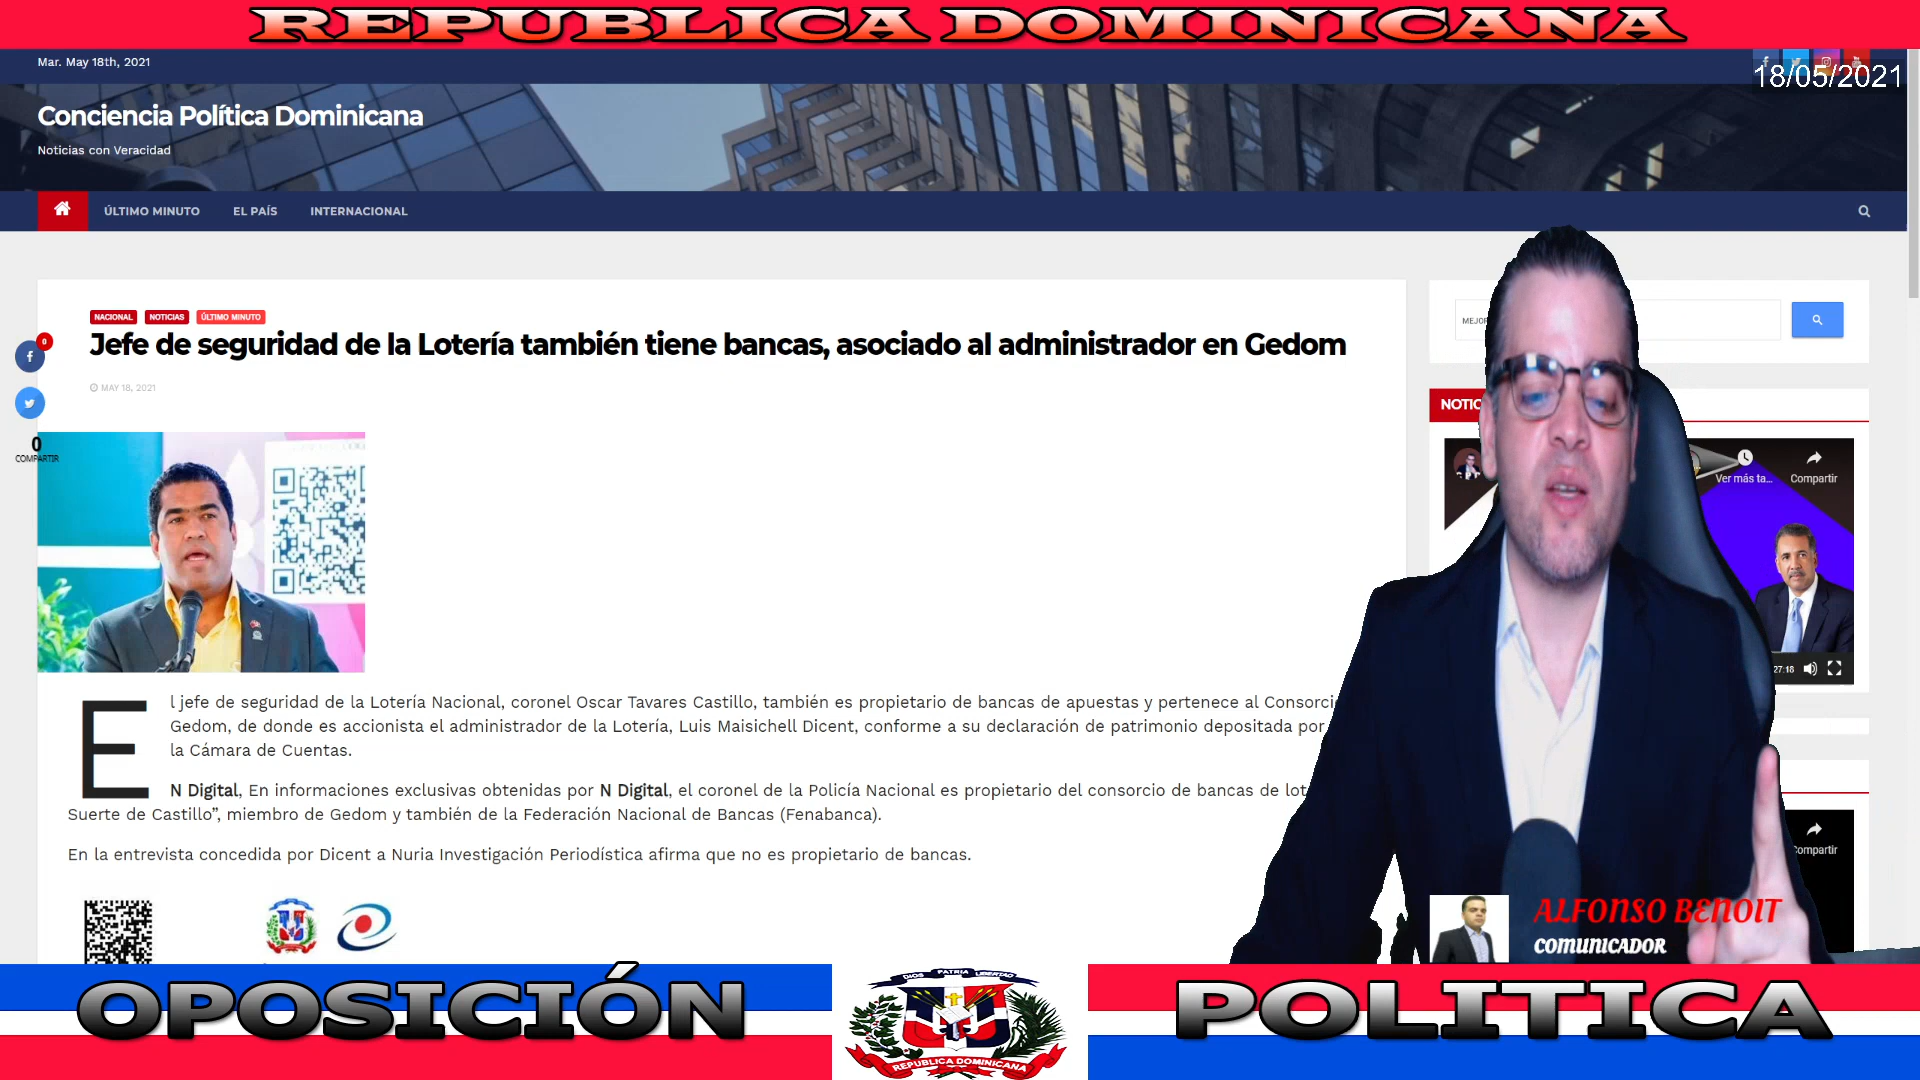 REPUBLICA DOMINICANA
Mar. May 18th, 2021
18/05/2021
Conciencia Política Dominicana
Noticias con Veracidad
ÚLTIMO MINUTO
EL PAÍS
INTERNACIONAL
NACIONAL
NOTICIAS
ÚLTIMO MINUTO
Jefe de seguridad de la Lotería también tiene bancas, asociado al administrador en Gedom
MAY 18, 2021
0
0
COMPARTIR
MEJOR
NOTIC
Ver más ta...
Compartir
27:18
El jefe de seguridad de la Lotería Nacional, coronel Oscar Tavares Castillo, también es propietario de bancas de apuestas y pertenece al Consorci
Gedom, de donde es accionista el administrador de la Lotería, Luis Maisichell Dicent, conforme a su declaración de patrimonio depositada por
la Cámara de Cuentas.
N Digital, En informaciones exclusivas obtenidas por N Digital, el coronel de la Policía Nacional es propietario del consorcio de bancas de lot
Suerte de Castillo”, miembro de Gedom y también de la Federación Nacional de Bancas (Fenabanca).
En la entrevista concedida por Dicent a Nuria Investigación Periodística afirma que no es propietario de bancas.
Compartir
ALFONSO BENOIT
COMUNICADOR
OPOSICIÓN
DIOS PATRIA LIBERTAD
REPUBLICA DOMINICANA
POLITICA